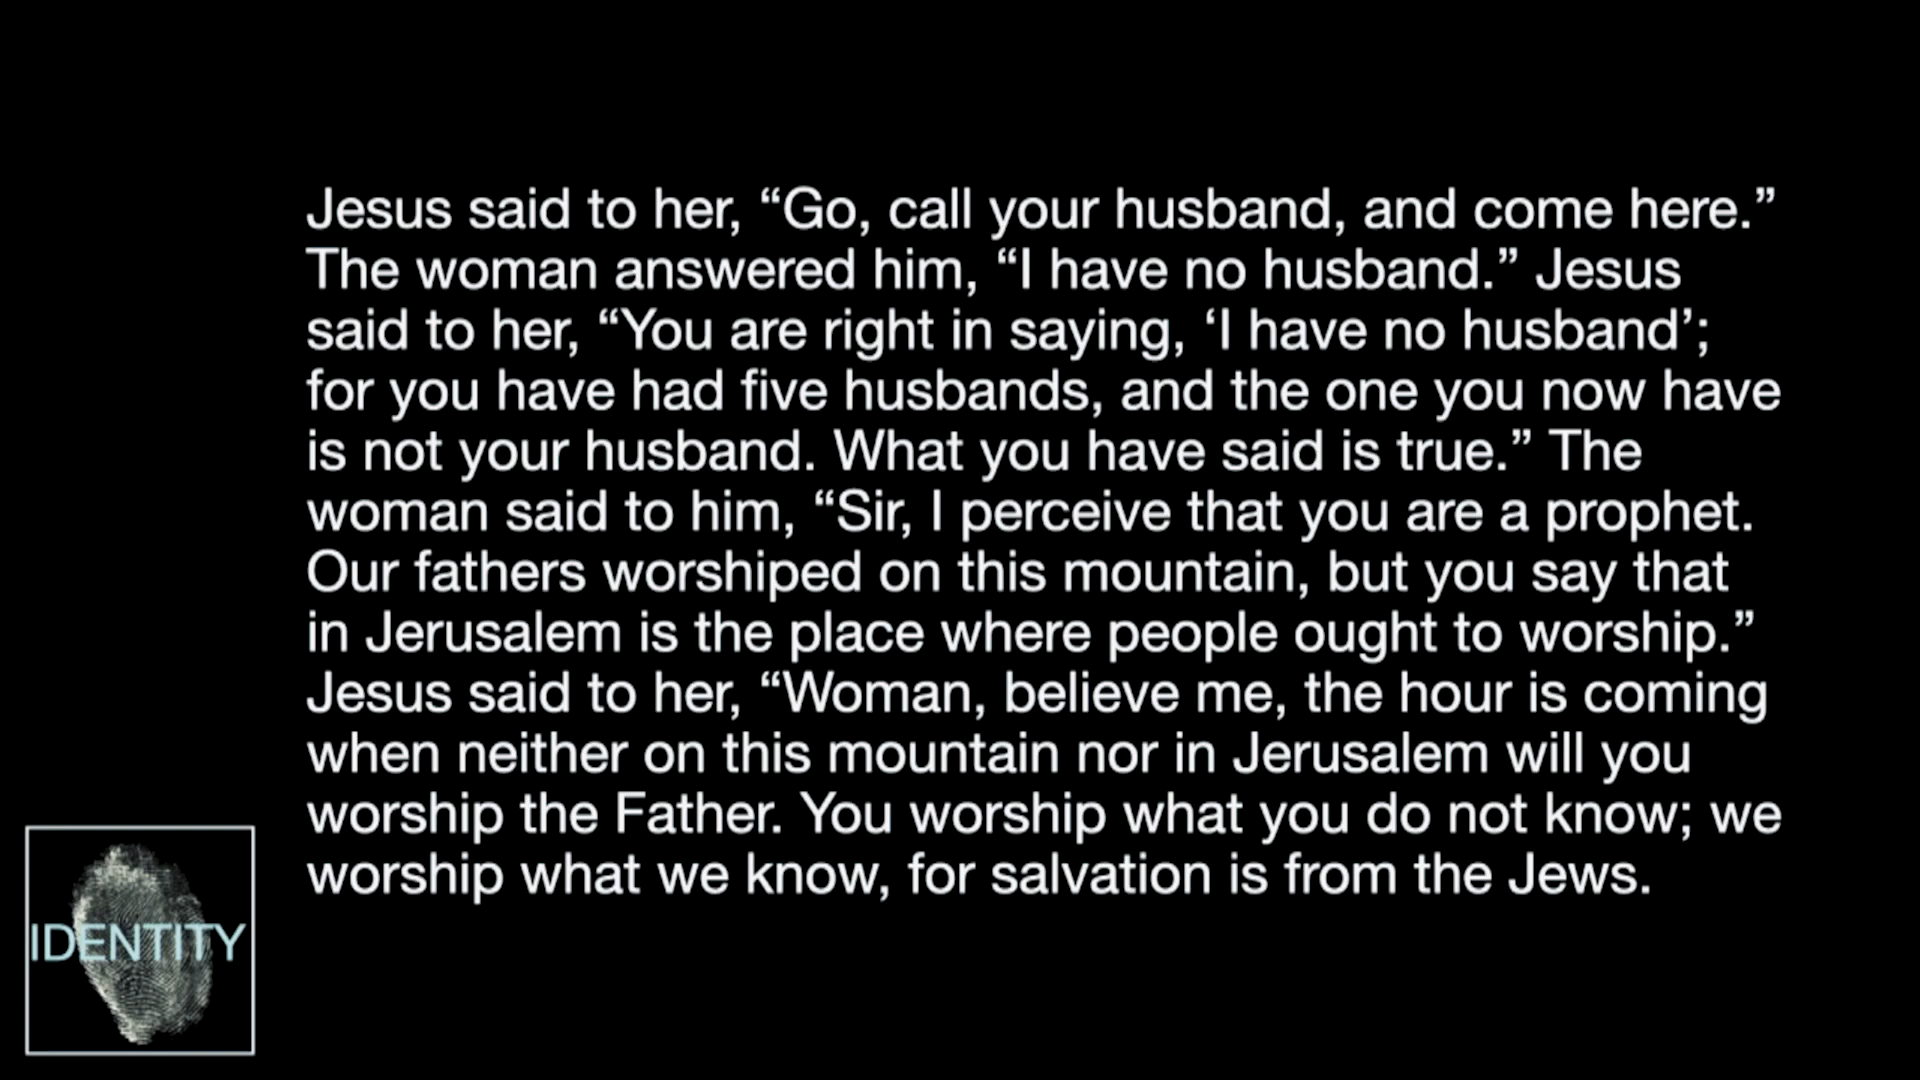 Jesus said to her, “Go, call your husband, and come here.”
The woman answered him, “I have no husband.” Jesus
said to her, “You are right in saying, ‘I have no husband’;
for you have had five husbands, and the one you now have
is not your husband. What you have said is true.” The
woman said to him, “Sir, I perceive that you are a prophet.
Our fathers worshiped on this mountain, but you say that
in Jerusalem is the place where people ought to worship.”
Jesus said to her, “Woman, believe me, the hour is coming
when neither on this mountain nor in Jerusalem will you
worship the Father. You worship what you do not know; we
worship what we know, for salvation is from the Jews.
IDENTITY